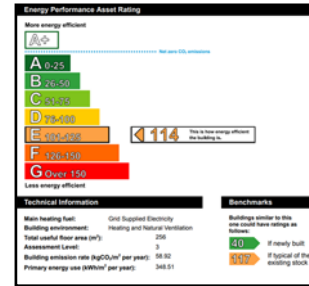 Energy Performance Asset Rating
More energy efficient
A+
Net zero CO₂ emissions
A 0-25
B 26-50
C 51-75
D 76-100
E 101-125
114 This is how energy efficient
the building is.
F 126-150
G Over 150
Less energy efficient
Technical Information
Main heating fuel: Grid Supplied Electricity
Building environment: Heating and Natural Ventilation
Total useful floor area (m²): 256
Assessment Level: 3
Building emission rate (kgCO₂/m² per year): 58.92
Primary energy use (kWh/m² per year): 348.51
Benchmarks
Buildings similar to this
one could have ratings as
follows:
40 If newly built
117 If typical of the
existing stock